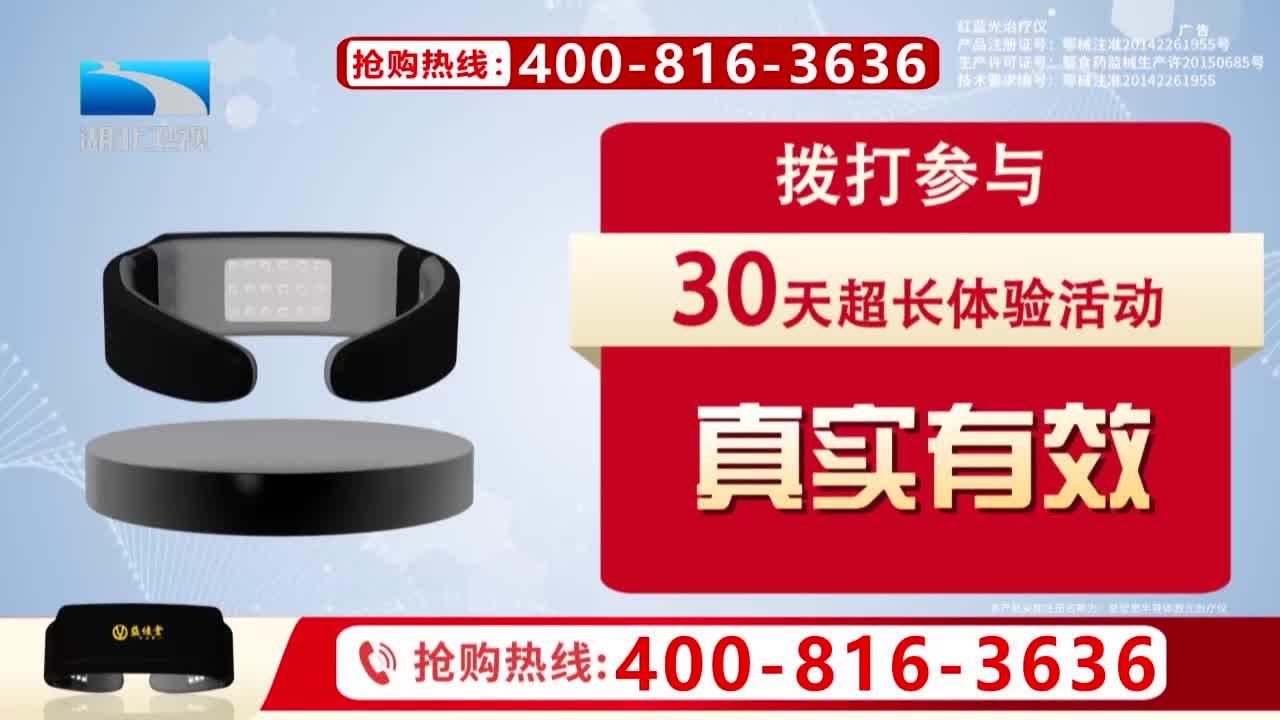 抢购热线:400-816-3636
广告
红蓝光治疗仪
产品注册证号：鄂械注准20142261955号
生产许可证号：鄂食药监械生产许20150685号
技术要求编号：鄂械注准20142261955
湖北卫视
拨打参与
30天超长体验活动
真实有效
抢购热线:400-816-3636